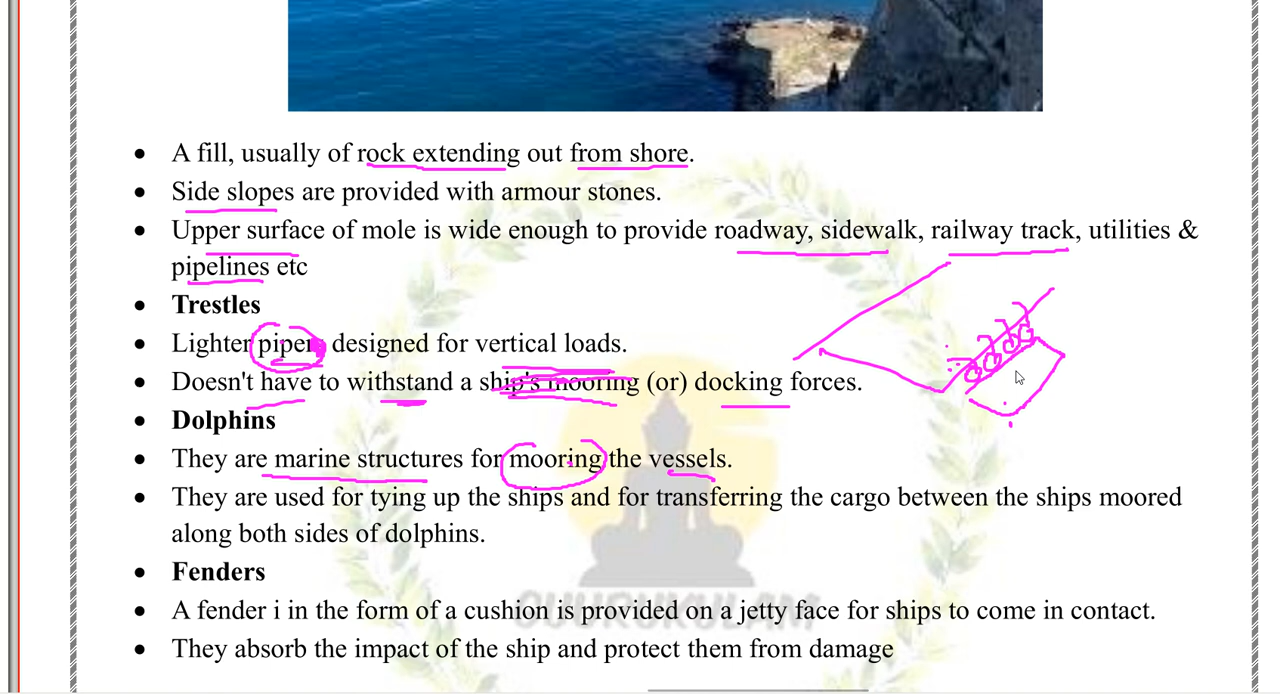 A fill, usually of rock extending out from shore.
Side slopes are provided with armour stones.
Upper surface of mole is wide enough to provide roadway, sidewalk, railway track, utilities &
pipelines etc
Trestles
Lighter piper designed for vertical loads.
Doesn't have to withstand a ship's mooring (or) docking forces.
Dolphins
They are marine structures for mooring the vessels.
They are used for tying up the ships and for transferring the cargo between the ships moored
along both sides of dolphins.
Fenders
A fender i in the form of a cushion is provided on a jetty face for ships to come in contact.
They absorb the impact of the ship and protect them from damage
GUURUKULAM